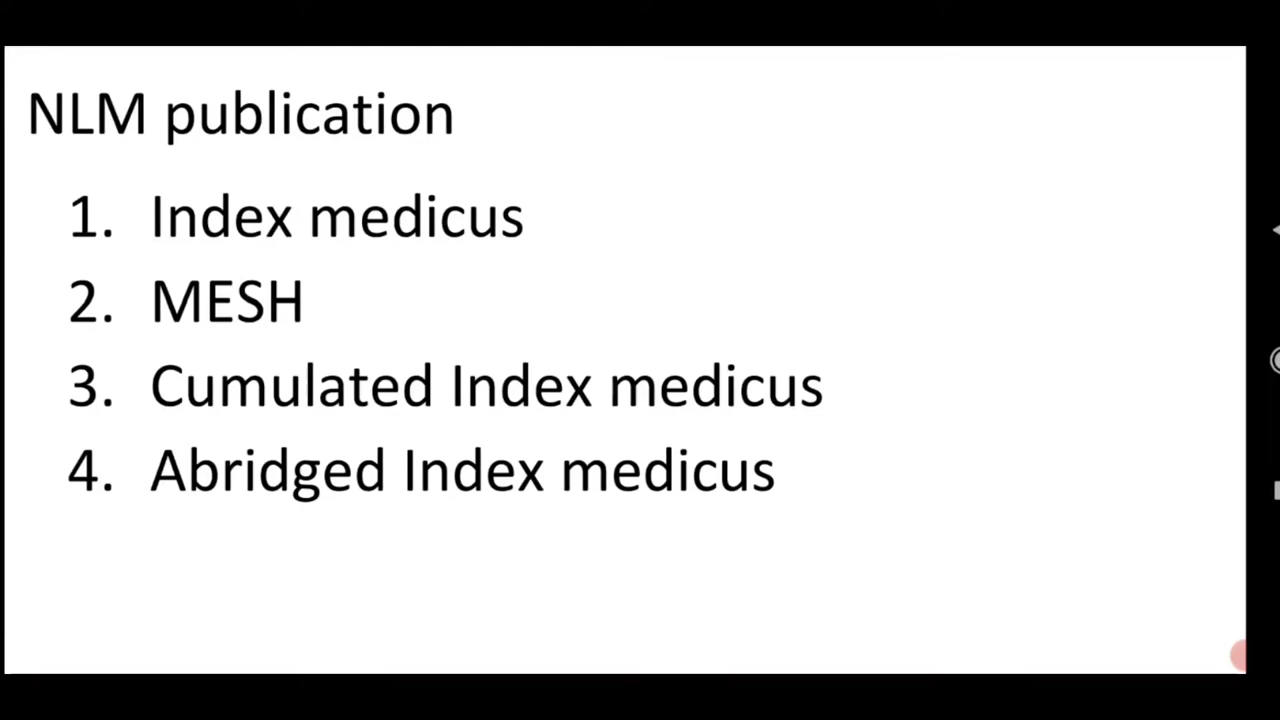 NLM publication
1. Index medicus
2. MESH
3. Cumulated Index medicus
4. Abridged Index medicus